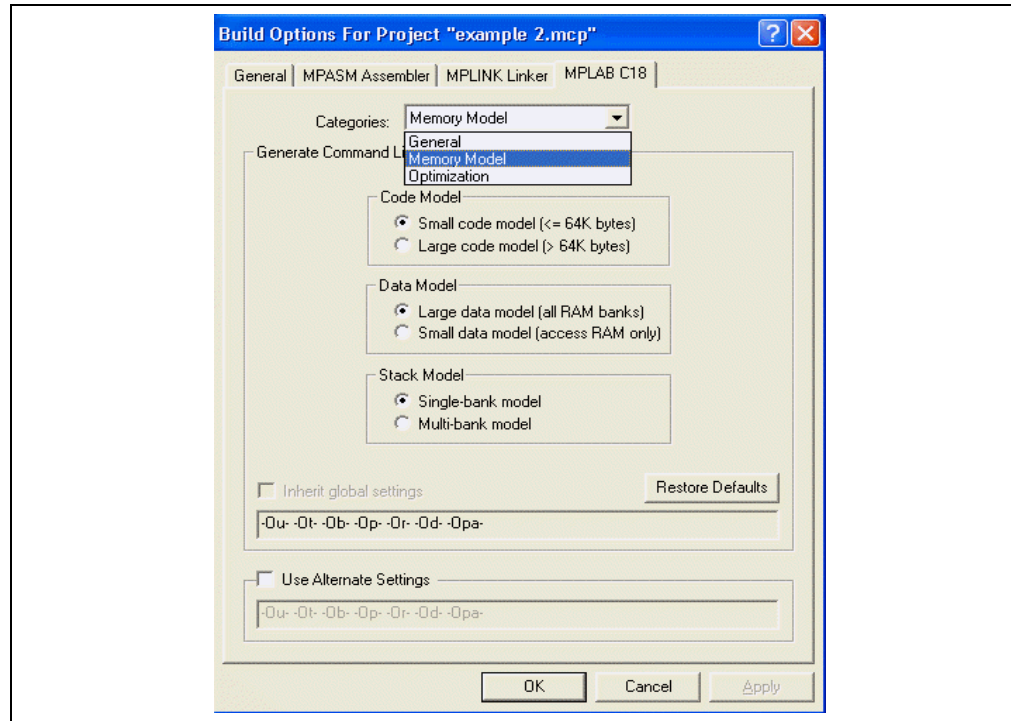 Build Options For Project "example 2.mcp"
General MPASM Assembler MPLINK Linker MPLAB C18
Categories: Memory Model
General
Memory Model
Optimization
Generate Command Li
Code Model
Small code model (<= 64K bytes)
Large code model (> 64K bytes)
Data Model
Large data model (all RAM banks)
Small data model (access RAM only)
Stack Model
Single-bank model
Multi-bank model
Inherit global settings Restore Defaults
-Ou- -Ot- -Ob- -Op- -Or- -Od- -Opa-
Use Alternate Settings
-Ou- -Ot- -Ob- -Op- -Or- -Od- -Opa-
OK Cancel Apply